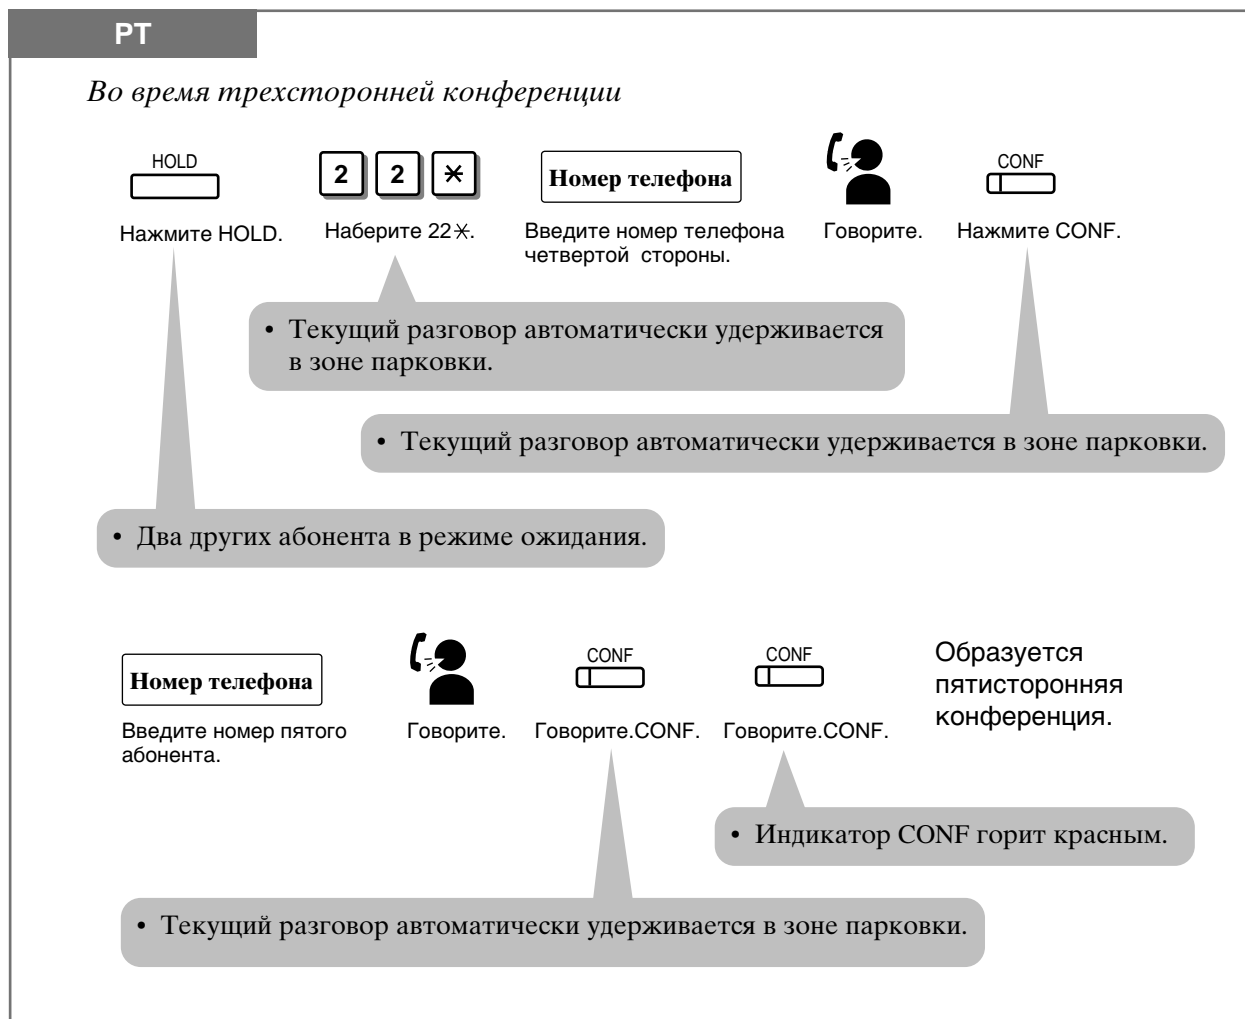 PT
Во время трехсторонней конференции
HOLD
2 2 ✳
Номер телефона
CONF
Нажмите HOLD.
Наберите 22✳.
Введите номер телефона
четвертой стороны.
Говорите.
Нажмите CONF.
• Текущий разговор автоматически удерживается
в зоне парковки.
• Текущий разговор автоматически удерживается в зоне парковки.
• Два других абонента в режиме ожидания.
Номер телефона
CONF
CONF
Образуется
пятисторонняя
конференция.
Введите номер пятого
абонента.
Говорите.
Говорите.CONF.
Говорите.CONF.
• Индикатор CONF горит красным.
• Текущий разговор автоматически удерживается в зоне парковки.